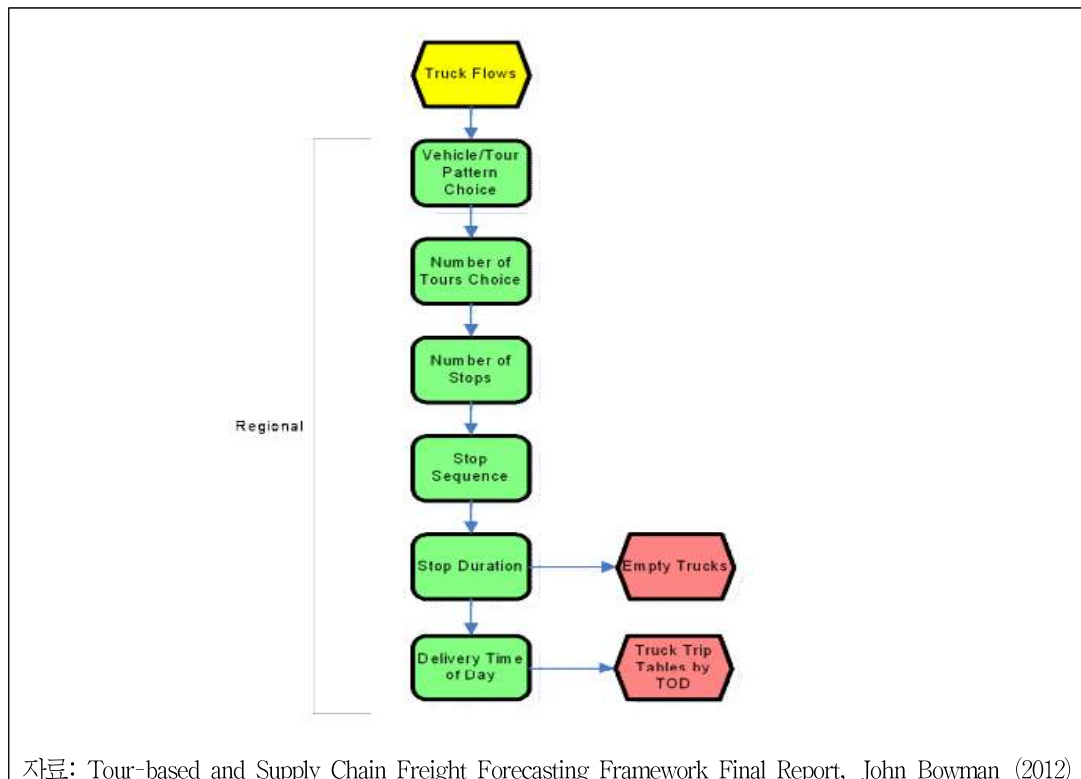 Truck Flows
Vehicle/Tour
Pattern
Choice
Number of
Tours Choice
Number of
Stops
Regional
Stop
Sequence
Stop Duration
Empty Trucks
Delivery Time
of Day
Truck Trip
Tables by
TOD
자료: Tour-based and Supply Chain Freight Forecasting Framework Final Report, John Bowman (2012)